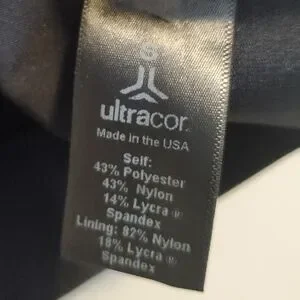 S
ultracor
Made in the USA
Self:
43% Polyester
43% Nylon
14% Lycra ®
Spandex
Lining: 82% Nylon
18% Lycra ®
Spandex